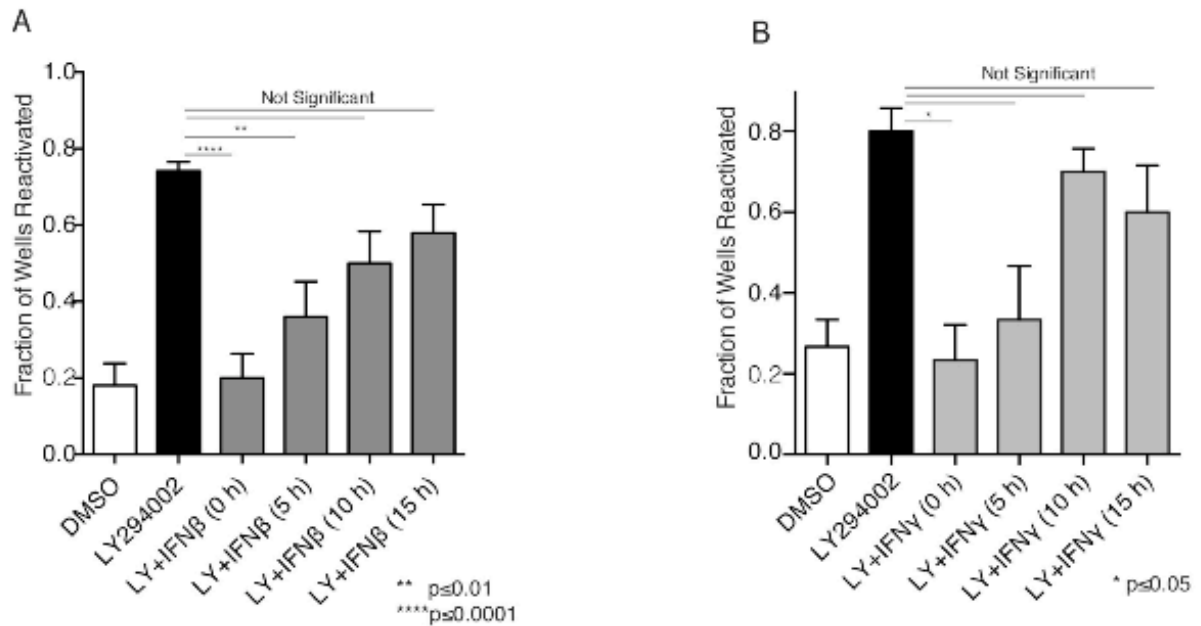 A
Fraction of Wells Reactivated
1.0
0.8
0.6
0.4
0.2
0.0
Not Significant
**
****
DMSO
LY294002
LY+IFNβ (0 h)
LY+IFNβ (5 h)
LY+IFNβ (10 h)
LY+IFNβ (15 h)
** p≤0.01
****p≤0.0001
B
Fraction of Wells Reactivated
0.8
0.6
0.4
0.2
0.0
Not Significant
*
DMSO
LY294002
LY+IFNγ (0 h)
LY+IFNγ (5 h)
LY+IFNγ (10 h)
LY+IFNγ (15 h)
* p≤0.05